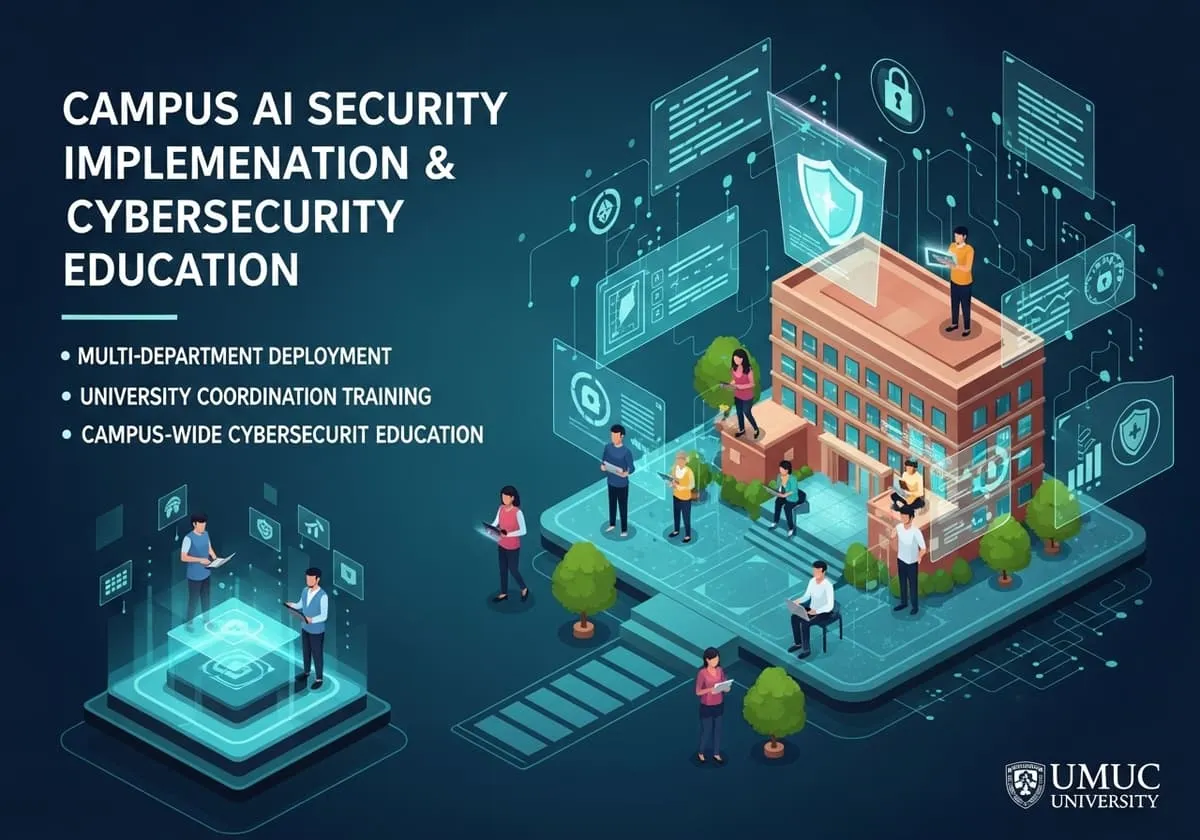 CAMPUS AI SECURITY
IMPLEMENATION &
CYBERSECURITY
EDUCATION
• MULTI-DEPARTMENT DEPLOYMENT
• UNIVERSITY COORDINATION TRAINING
• CAMPUS-WIDE CYBERSECURIT EDUCATION
UMUC
UNIVERSITY